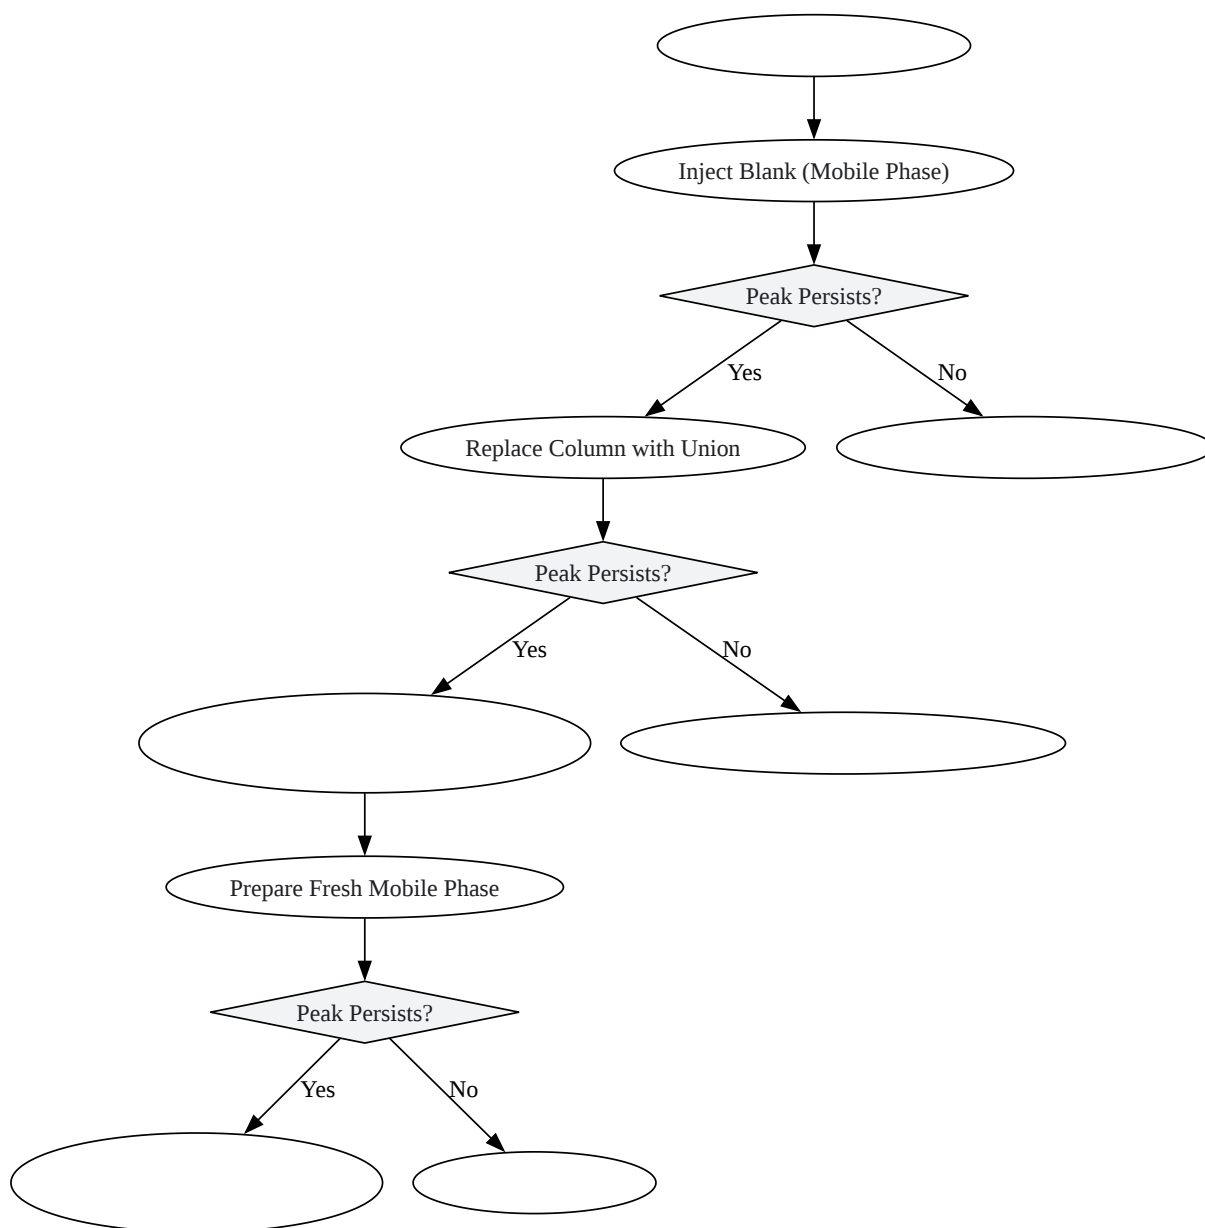 Inject Blank (Mobile Phase)
Peak Persists?
Yes
No
Replace Column with Union
Peak Persists?
Yes
No
Prepare Fresh Mobile Phase
Peak Persists?
Yes
No